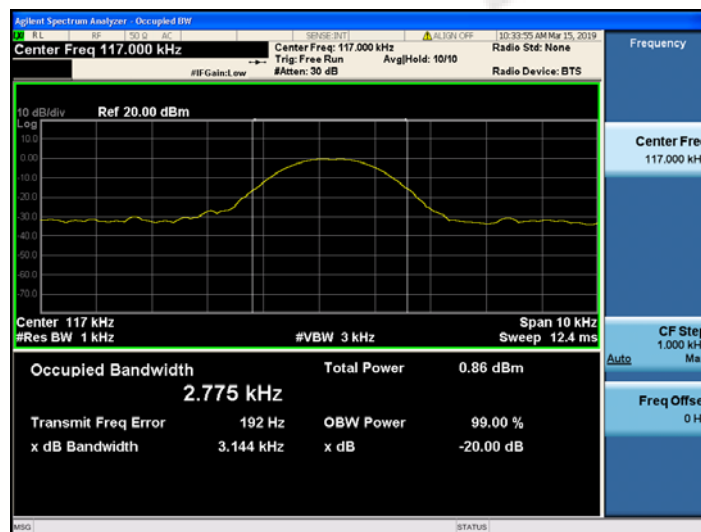 Agilent Spectrum Analyzer - Occupied BW
RL RF 50 Ω AC SENSE:INT ALIGN OFF 10:33:55 AM Mar 15, 2019
Center Freq 117.000 kHz Center Freq: 117.000 kHz Radio Std: None
Trig: Free Run Avg|Hold: 10/10
#IFGain:Low #Atten: 30 dB Radio Device: BTS
Frequency
10 dB/div Ref 20.00 dBm
Log
10.0
0.00
-10.0
-20.0
-30.0
-40.0
-50.0
-60.0
-70.0
Center Fre
117.000 kH
Center 117 kHz Span 10 kHz
#Res BW 1 kHz #VBW 3 kHz Sweep 12.4 ms
CF Step
1.000 kH
Auto Ma
Occupied Bandwidth Total Power 0.86 dBm
2.775 kHz
Transmit Freq Error 192 Hz OBW Power 99.00 %
x dB Bandwidth 3.144 kHz x dB -20.00 dB
Freq Offse
0 H
MSG STATUS